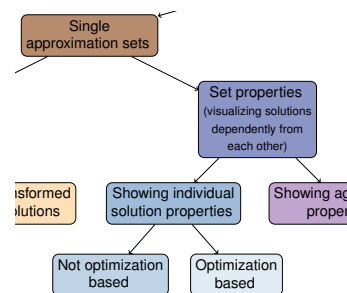 Single
approximation sets
Set properties
(visualizing solutions
dependently from
each other)
Showing individual
solution properties
Showing
Not optimization
based
Optimization
based